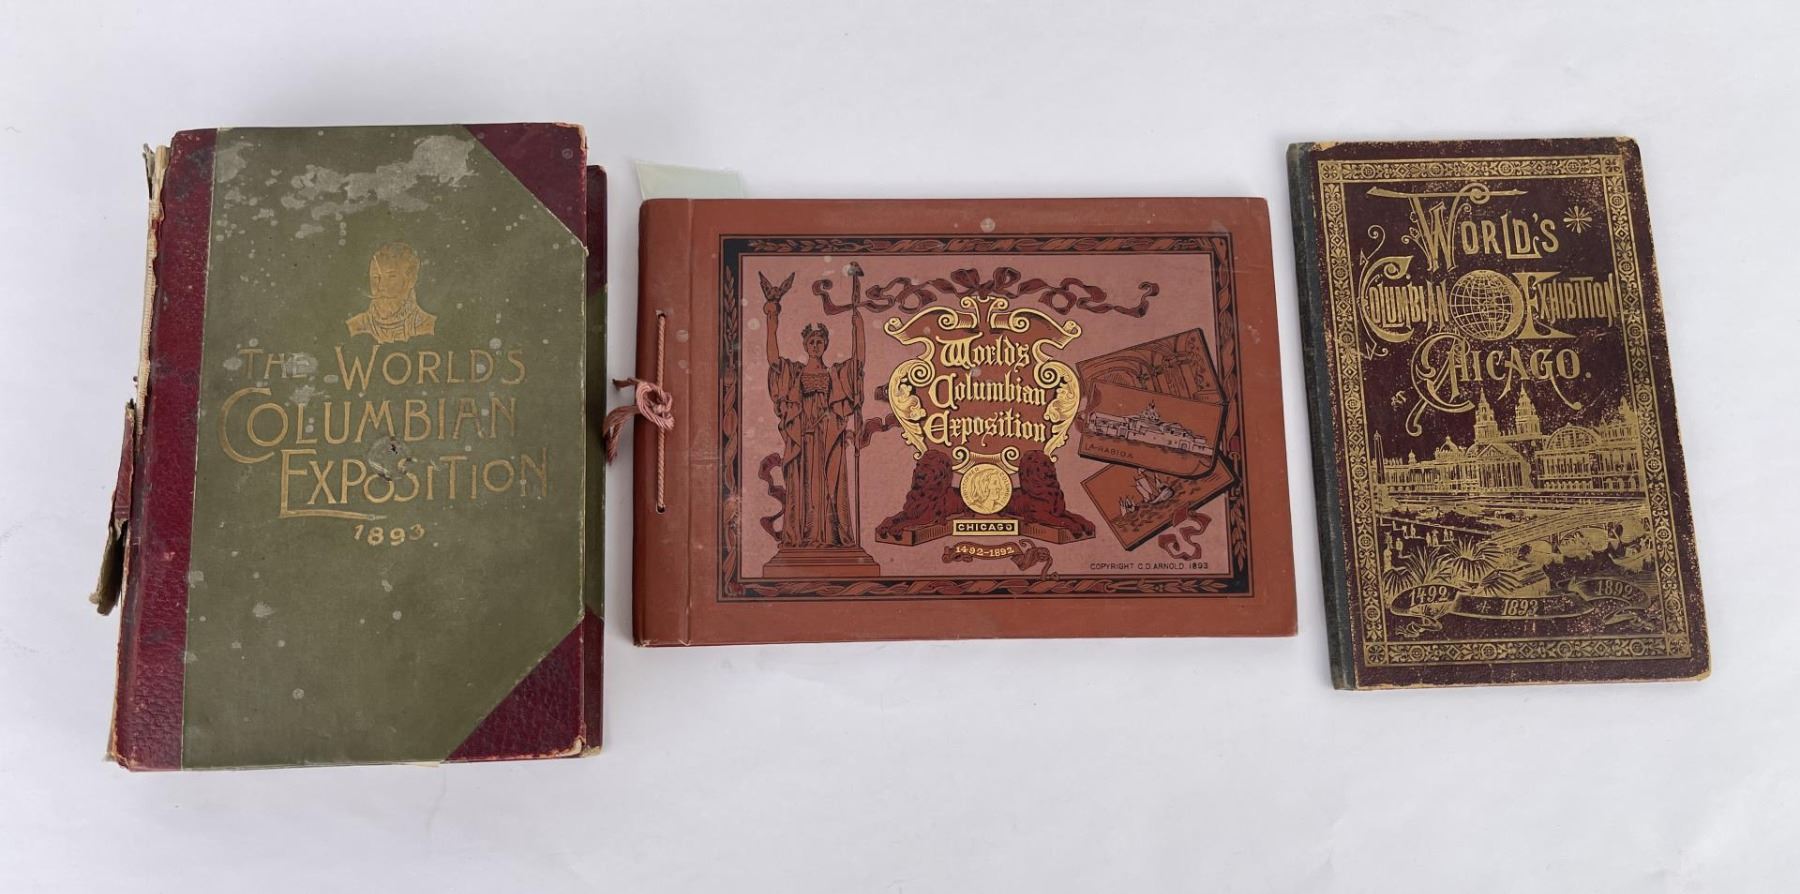 THE WORLD'S
COLUMBIAN
EXPOSITION
1893
World's
Columbian
Exposition
CHICAGO
1492-1892
LA-RABIDA
COPYRIGHT C.D. ARNOLD. 1893
WORLD'S
COLUMBIAN EXHIBITION
CHICAGO.
1492 1893 1892